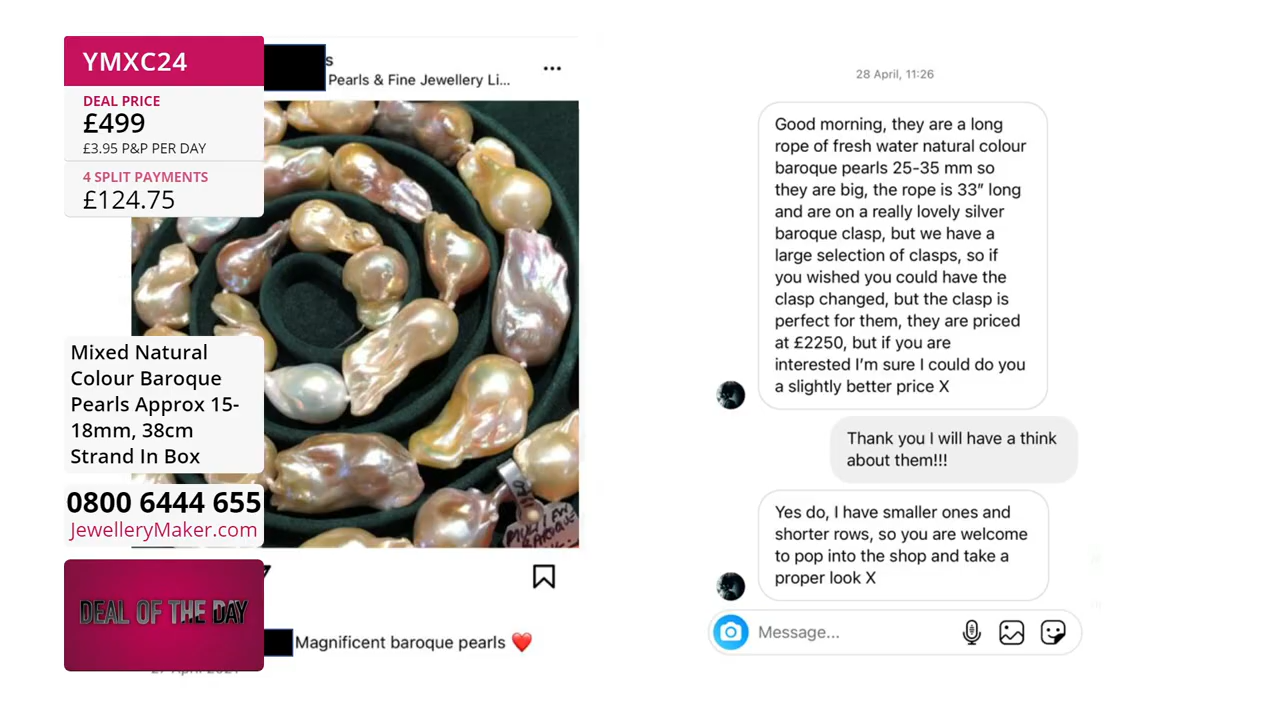 YMXC24
DEAL PRICE
£499
£3.95 P&P PER DAY
4 SPLIT PAYMENTS
£124.75
s
Pearls & Fine Jewellery Li...
Mixed Natural
Colour Baroque
Pearls Approx 15-
18mm, 38cm
Strand In Box
0800 6444 655
JewelleryMaker.com
DEAL OF THE DAY
Magnificent baroque pearls ❤️
28 April, 11:26
Good morning, they are a long
rope of fresh water natural colour
baroque pearls 25-35 mm so
they are big, the rope is 33” long
and are on a really lovely silver
baroque clasp, but we have a
large selection of clasps, so if
you wished you could have the
clasp changed, but the clasp is
perfect for them, they are priced
at £2250, but if you are
interested I’m sure I could do you
a slightly better price X
Thank you I will have a think
about them!!!
Yes do, I have smaller ones and
shorter rows, so you are welcome
to pop into the shop and take a
proper look X
Message...